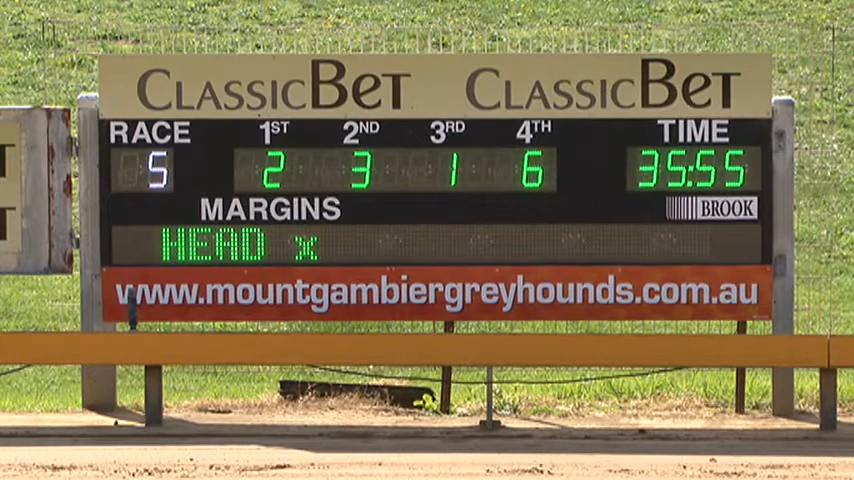 CLASSICBET CLASSICBET
RACE 1ST 2ND 3RD 4TH TIME
5 2 3 1 6 35:55
MARGINS BROOK
HEAD x
www.mountgambiergreyhounds.com.au